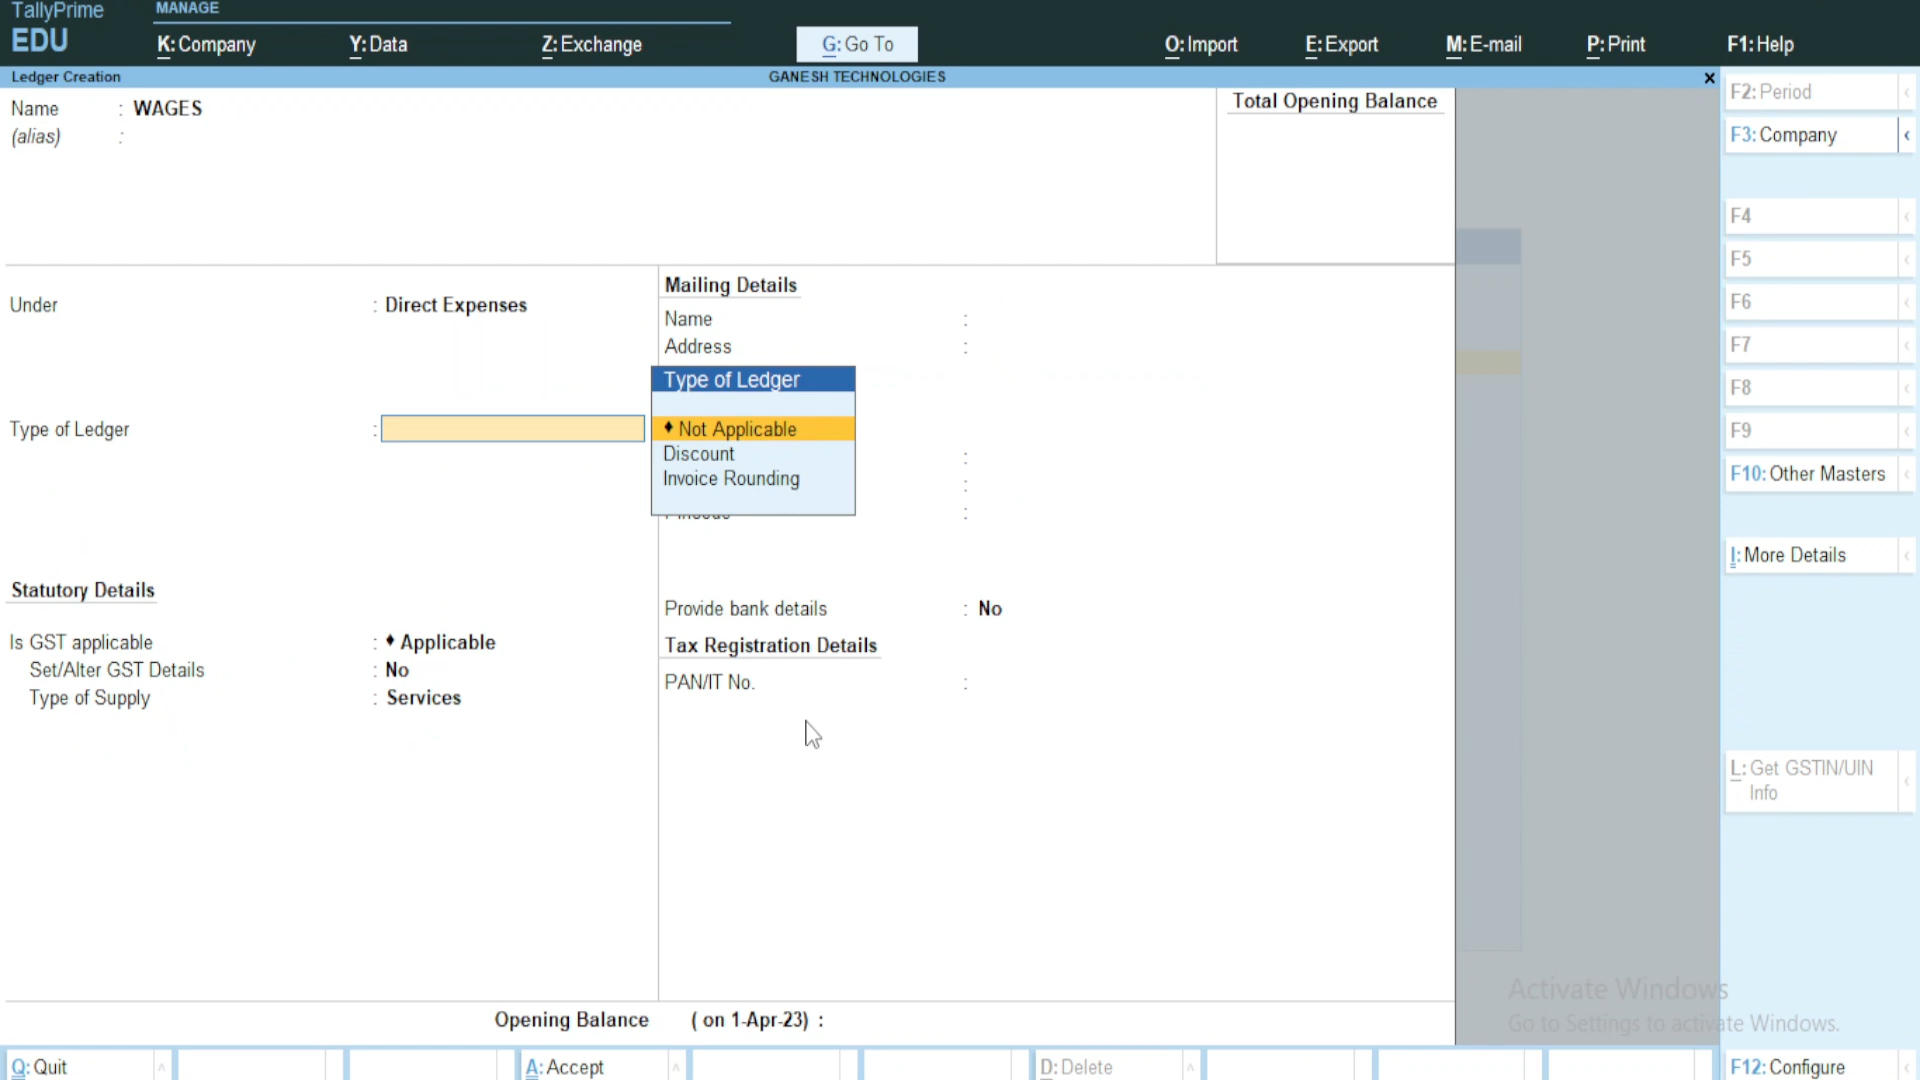 TallyPrime
MANAGE
EDU
K: Company
Y: Data
Z: Exchange
G: Go To
O: Import
E: Export
M: E-mail
P: Print
F1: Help
Ledger Creation
GANESH TECHNOLOGIES
x
Name : WAGES
(alias) :
Total Opening Balance
Under : Direct Expenses
Type of Ledger :
Statutory Details
Is GST applicable : ♦ Applicable
Set/Alter GST Details : No
Type of Supply : Services
Mailing Details
Name :
Address :
Type of Ledger
♦ Not Applicable
Discount
Invoice Rounding
:
:
:
Provide bank details : No
Tax Registration Details
PAN/IT No. :
Opening Balance ( on 1-Apr-23) :
F2: Period
F3: Company
F4
F5
F6
F7
F8
F9
F10: Other Masters
I: More Details
L: Get GSTIN/UIN
Info
Activate Windows
Go to Settings to activate Windows.
Q: Quit
A: Accept
D: Delete
F12: Configure